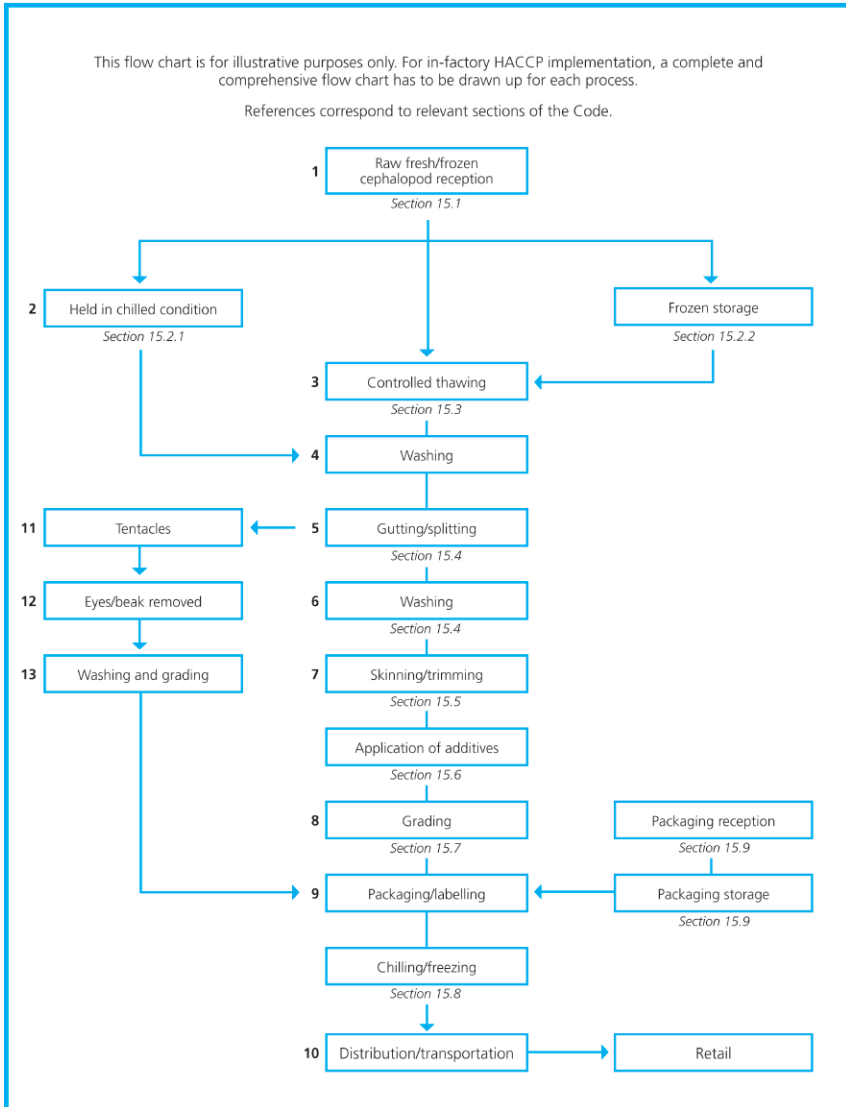 This flow chart is for illustrative purposes only. For in-factory HACCP implementation, a complete and
comprehensive flow chart has to be drawn up for each process.
References correspond to relevant sections of the Code.
1
Raw fresh/frozen
cephalopod reception
Section 15.1
2
Held in chilled condition
Section 15.2.1
Frozen storage
Section 15.2.2
3
Controlled thawing
Section 15.3
4
Washing
11
Tentacles
5
Gutting/splitting
Section 15.4
12
Eyes/beak removed
6
Washing
Section 15.4
13
Washing and grading
7
Skinning/trimming
Section 15.5
Application of additives
Section 15.6
8
Grading
Section 15.7
Packaging reception
Section 15.9
9
Packaging/labelling
Packaging storage
Section 15.9
Chilling/freezing
Section 15.8
10
Distribution/transportation
Retail